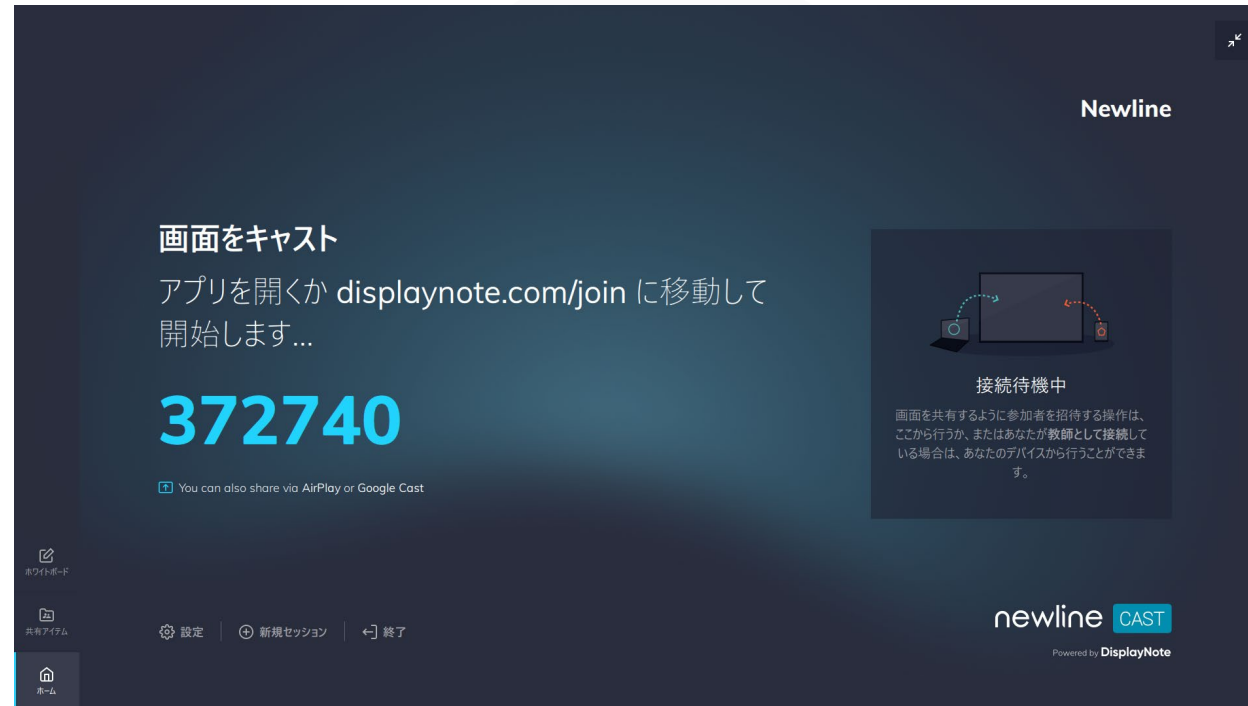 Newline
画面をキャスト
アプリを開くか displaynote.com/join に移動して
開始します...
372740
You can also share via AirPlay or Google Cast
接続待機中
画面を共有するように参加者を招待する操作は、
ここから行うか、またはあなたが教師として接続して
いる場合は、あなたのデバイスから行うことができま
す。
ホワイトボード
共有アイテム
ホーム
設定
新規セッション
終了
newline CAST
Powered by DisplayNote